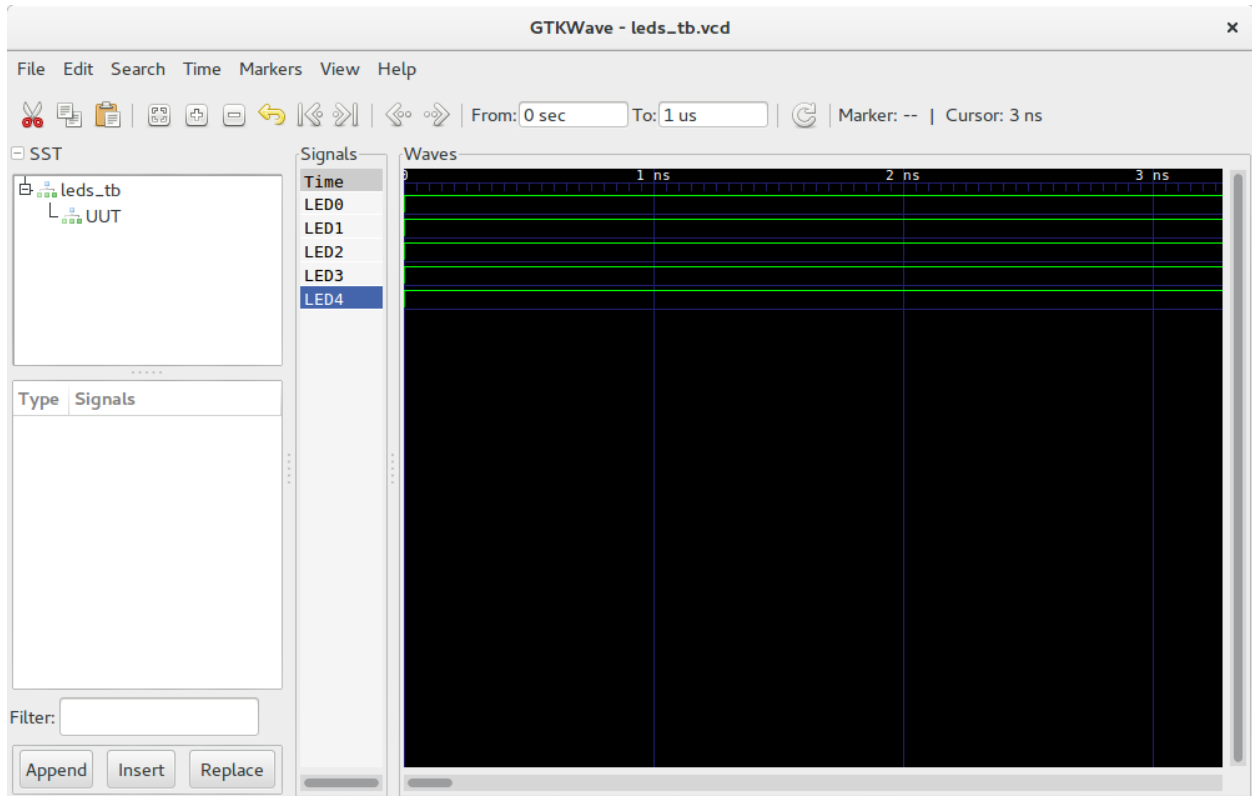 GTKWave - leds_tb.vcd ×
File Edit Search Time Markers View Help
From: 0 sec To: 1 us Marker: -- | Cursor: 3 ns
SST
leds_tb
UUT
Type Signals
Filter:
Append Insert Replace
Signals
Time
LED0
LED1
LED2
LED3
LED4
Waves
0 1 ns 2 ns 3 ns